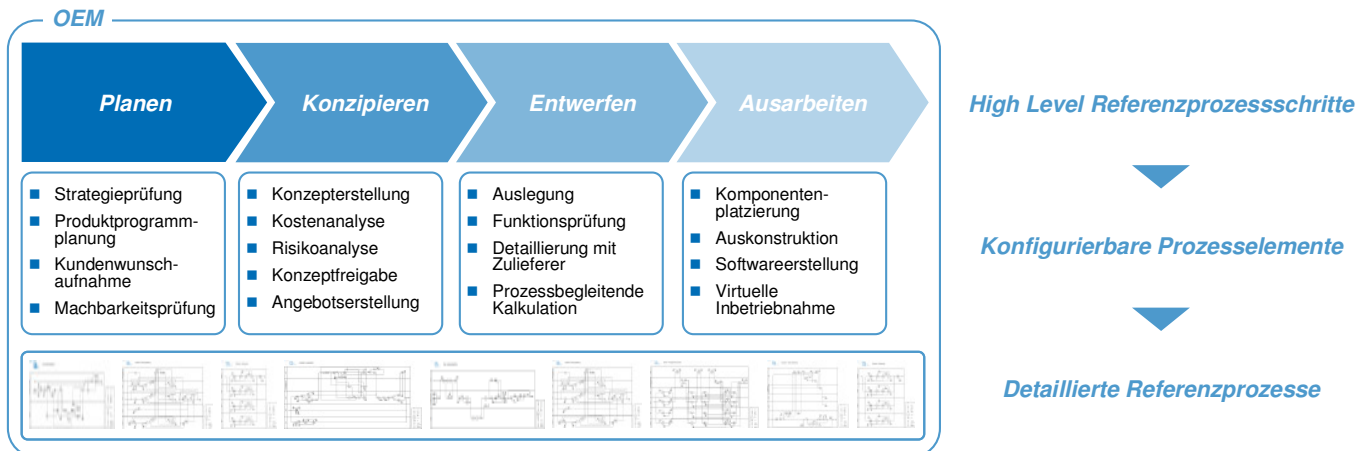 OEM
Planen
Konzipieren
Entwerfen
Ausarbeiten
High Level Referenzprozessschritte
Strategieprüfung
Produktprogramm-
planung
Kundenwunsch-
aufnahme
Machbarkeitsprüfung
Konzepterstellung
Kostenanalyse
Risikoanalyse
Konzeptfreigabe
Angebotserstellung
Auslegung
Funktionsprüfung
Detaillierung mit
Zulieferer
Prozessbegleitende
Kalkulation
Komponenten-
platzierung
Auskonstruktion
Softwareerstellung
Virtuelle
Inbetriebnahme
Konfigurierbare Prozesselemente
Detaillierte Referenzprozesse